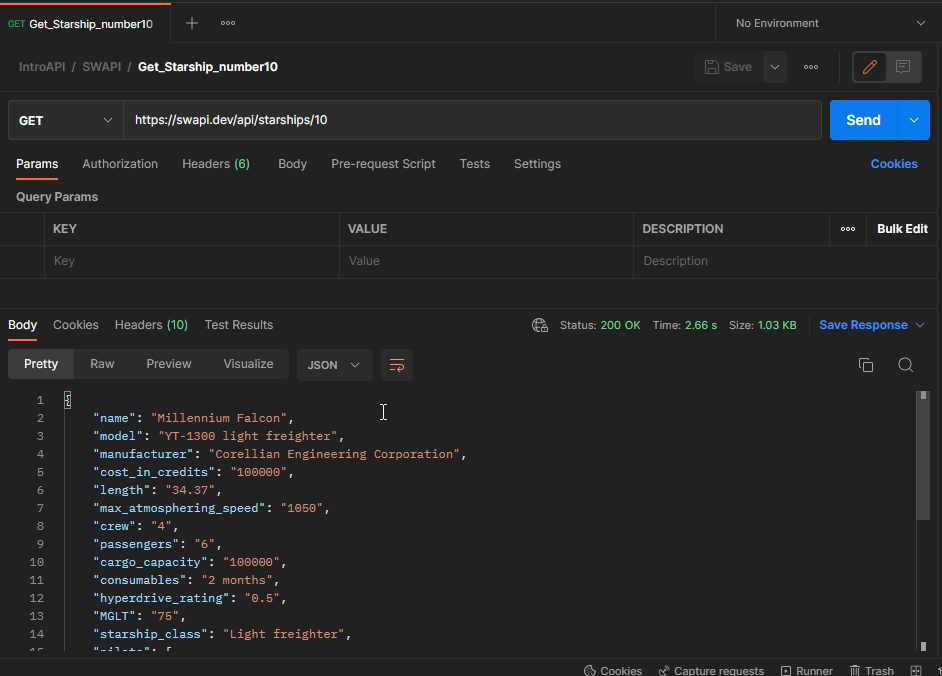 GET Get_Starship_number10
No Environment
IntroAPI / SWAPI / Get_Starship_number10
Save
GET https://swapi.dev/api/starships/10 Send
Params Authorization Headers (6) Body Pre-request Script Tests Settings Cookies
Query Params
KEY VALUE DESCRIPTION Bulk Edit
Key Value Description
Body Cookies Headers (10) Test Results Status: 200 OK Time: 2.66 s Size: 1.03 KB Save Response
Pretty Raw Preview Visualize JSON
1 {
2 "name": "Millennium Falcon",
3 "model": "YT-1300 light freighter",
4 "manufacturer": "Corellian Engineering Corporation",
5 "cost_in_credits": "100000",
6 "length": "34.37",
7 "max_atmosphering_speed": "1050",
8 "crew": "4",
9 "passengers": "6",
10 "cargo_capacity": "100000",
11 "consumables": "2 months",
12 "hyperdrive_rating": "0.5",
13 "MGLT": "75",
14 "starship_class": "Light freighter",
15 "pilots": [
Cookies Capture requests Runner Trash